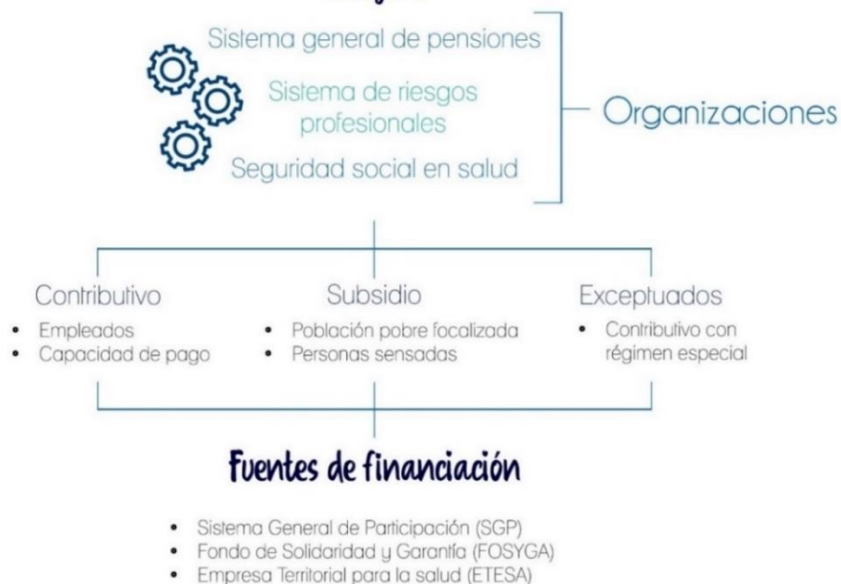 Sistema general de pensiones
Sistema de riesgos
profesionales
Seguridad social en salud
Organizaciones
Contributivo
• Empleados
• Capacidad de pago
Subsidio
• Población pobre focalizada
• Personas sensadas
Exceptuados
• Contributivo con
régimen especial
Fuentes de financiación
• Sistema General de Participación (SGP)
• Fondo de Solidaridad y Garantía (FOSYGA)
• Empresa Territorial para la salud (ETESA)